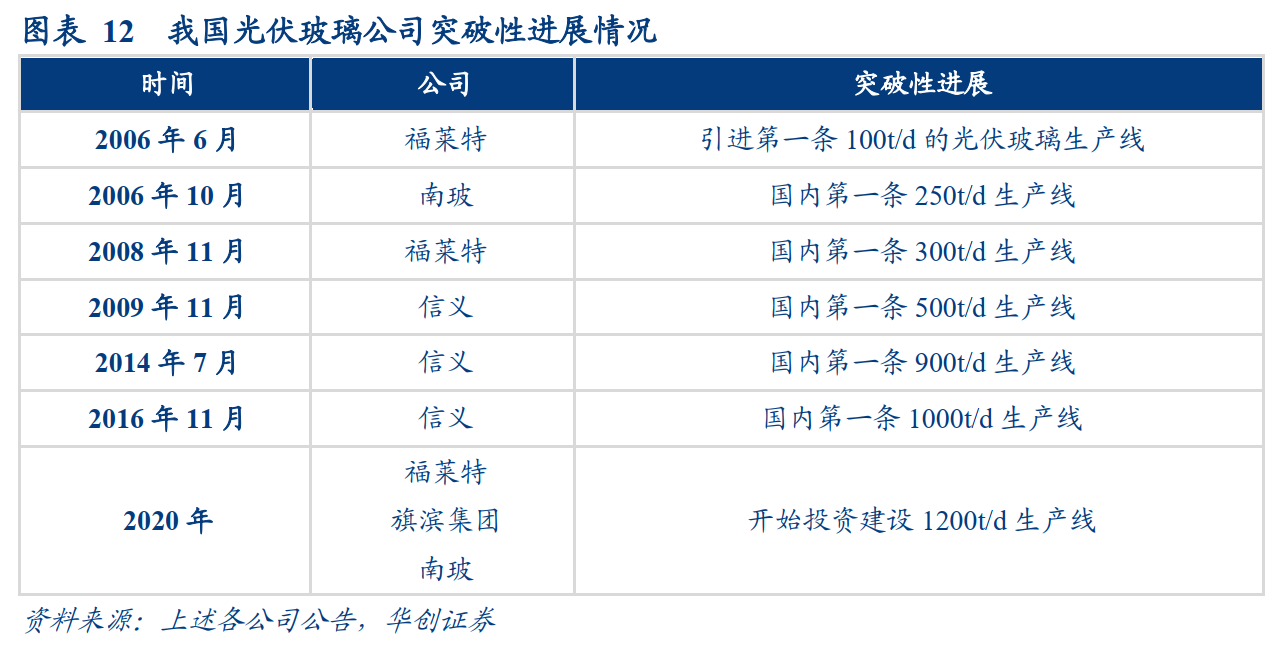 图表 12 我国光伏玻璃公司突破性进展情况
时间 公司 突破性进展
2006 年 6 月 福莱特 引进第一条 100t/d 的光伏玻璃生产线
2006 年 10 月 南玻 国内第一条 250t/d 生产线
2008 年 11 月 福莱特 国内第一条 300t/d 生产线
2009 年 11 月 信义 国内第一条 500t/d 生产线
2014 年 7 月 信义 国内第一条 900t/d 生产线
2016 年 11 月 信义 国内第一条 1000t/d 生产线
福莱特
2020 年 旗滨集团 开始投资建设 1200t/d 生产线
南玻
资料来源：上述各公司公告，华创证券